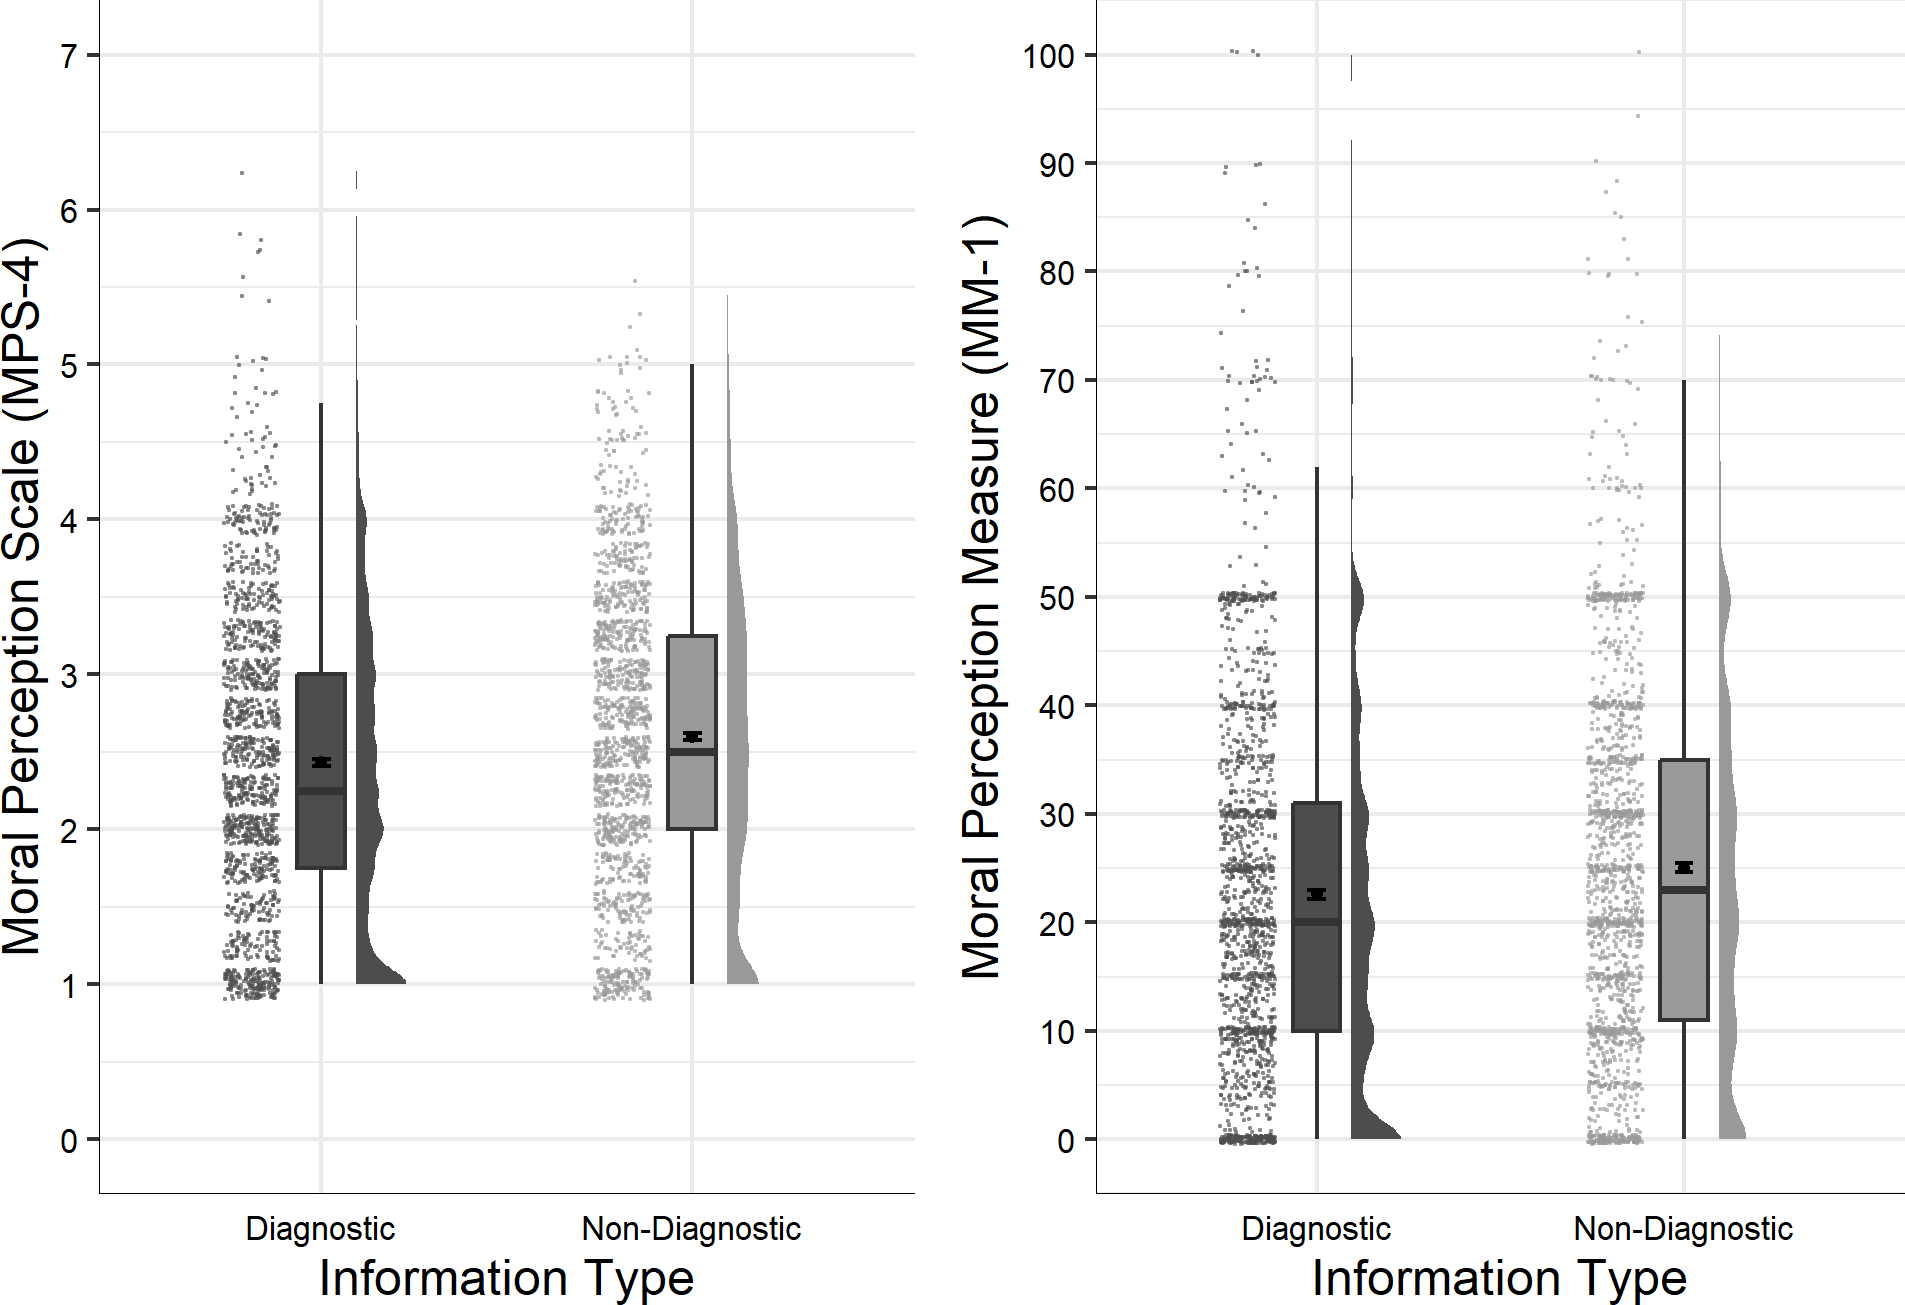 Moral Perception Scale (MPS-4)
7
6
5
4
3
2
1
0
Diagnostic
Non-Diagnostic
Information Type
Moral Perception Measure (MM-1)
100
90
80
70
60
50
40
30
20
10
0
Diagnostic
Non-Diagnostic
Information Type